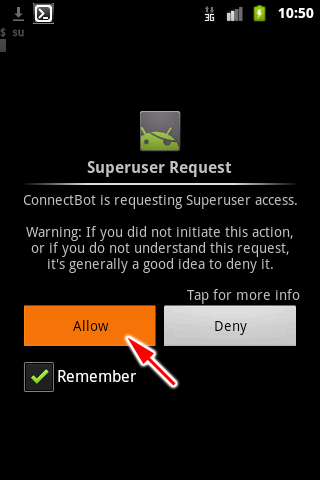 3G 10:50
$ su
Superuser Request
ConnectBot is requesting Superuser access.
Warning: If you did not initiate this action,
or if you do not understand this request,
it's generally a good idea to deny it.
Tap for more info
Allow Deny
Remember